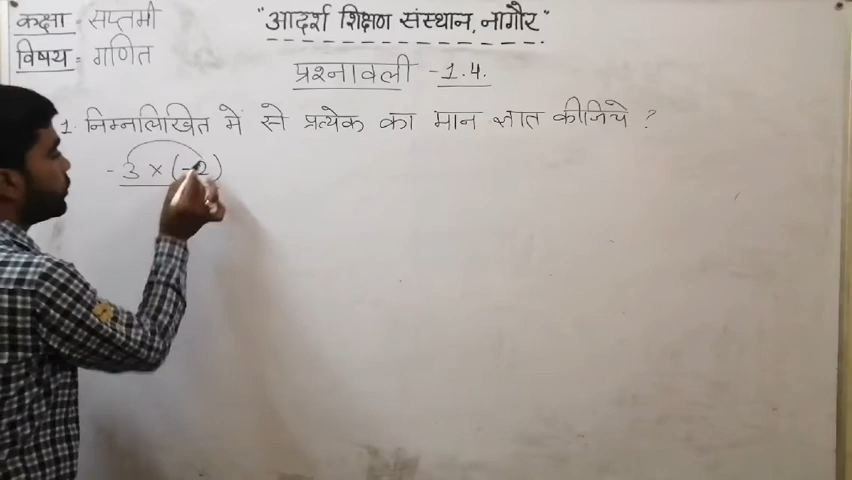 कक्षा - सप्तमी
"आदर्श शिक्षण संस्थान, नागौर"
विषय - गणित
प्रश्नावली - 1.4.
1. निम्नलिखित में से प्रत्येक का मान ज्ञात कीजिये ?
- 3 × (-2)